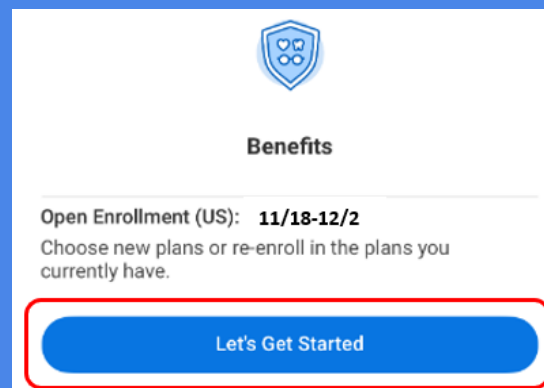 Benefits
Open Enrollment (US): 11/18-12/2
Choose new plans or re-enroll in the plans you
currently have.
Let's Get Started